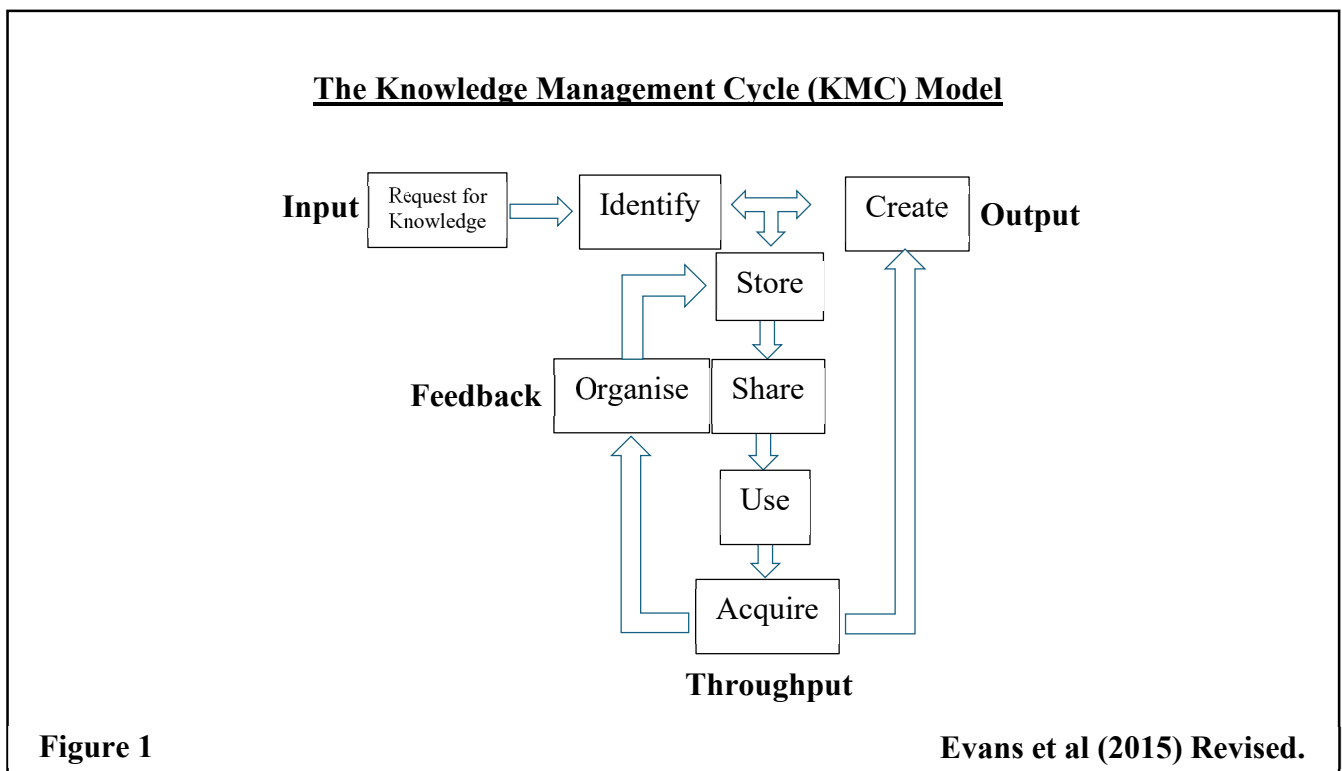 The Knowledge Management Cycle (KMC) Model
Input
Request for
Knowledge
Identify
Create
Output
Store
Feedback
Organise
Share
Use
Acquire
Throughput
Figure 1
Evans et al (2015) Revised.